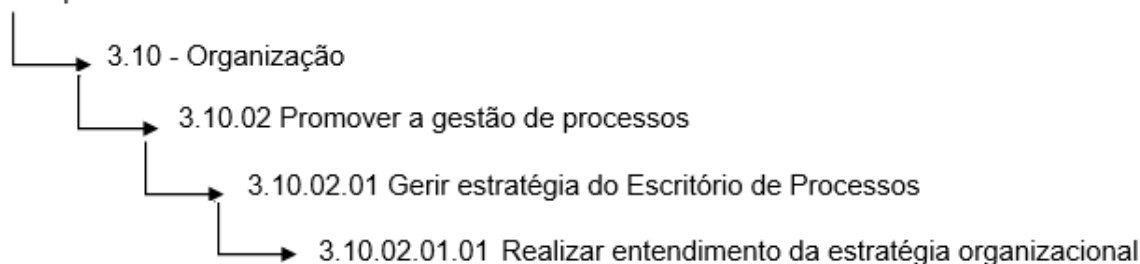 3.10 - Organização
3.10.02 Promover a gestão de processos
3.10.02.01 Gerir estratégia do Escritório de Processos
3.10.02.01.01 Realizar entendimento da estratégia organizacional